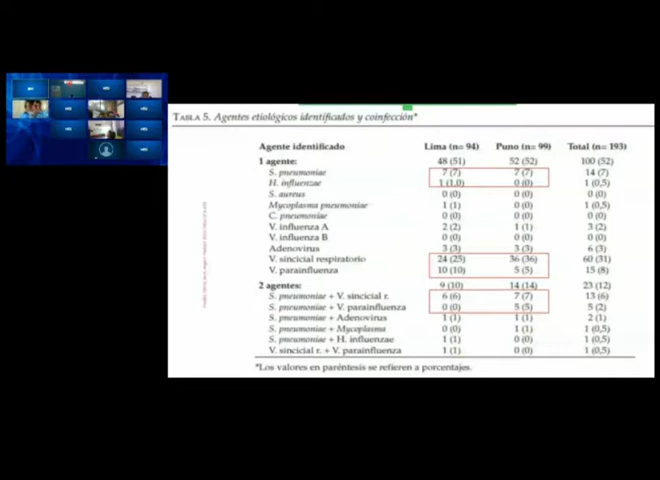 TABLA 5. Agentes etiológicos identificados y coinfección*
Agente identificado Lima (n= 94) Puno (n= 99) Total (n= 193)
1 agente: 48 (51) 52 (52) 100 (52)
S. pneumoniae 7 (7) 7 (7) 14 (7)
H. influenzae 1 (1,0) 0 (0) 1 (0,5)
S. aureus 0 (0) 0 (0) 0 (0)
Mycoplasma pneumoniae 1 (1) 0 (0) 1 (0,5)
C. pneumoniae 0 (0) 0 (0) 0 (0)
V. influenza A 2 (2) 1 (1) 3 (2)
V. influenza B 0 (0) 0 (0) 0 (0)
Adenovirus 3 (3) 3 (3) 6 (3)
V. sincicial respiratorio 24 (25) 36 (36) 60 (31)
V. parainfluenza 10 (10) 5 (5) 15 (8)
2 agentes: 9 (10) 14 (14) 23 (12)
S. pneumoniae + V. sincicial r. 6 (6) 7 (7) 13 (6)
S. pneumoniae + V. parainfluenza 0 (0) 5 (5) 5 (2)
S. pneumoniae + Adenovirus 1 (1) 1 (1) 2 (1)
S. pneumoniae + Mycoplasma 0 (0) 1 (1) 1 (0,5)
S. pneumoniae + H. influenzae 1 (1) 0 (0) 1 (0,5)
V. sincicial r. + V. parainfluenza 1 (1) 0 (0) 1 (0,5)
*Los valores en paréntesis se refieren a porcentajes.